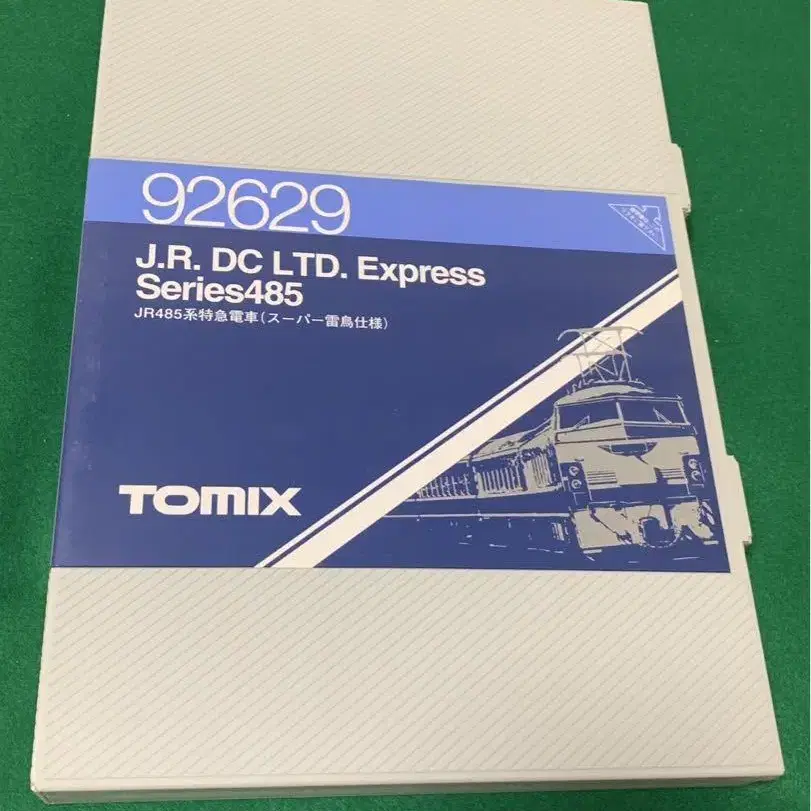 92629
J.R. DC LTD. Express
Series485
JR485系特急電車(スーパー雷鳥仕様)
TOMIX